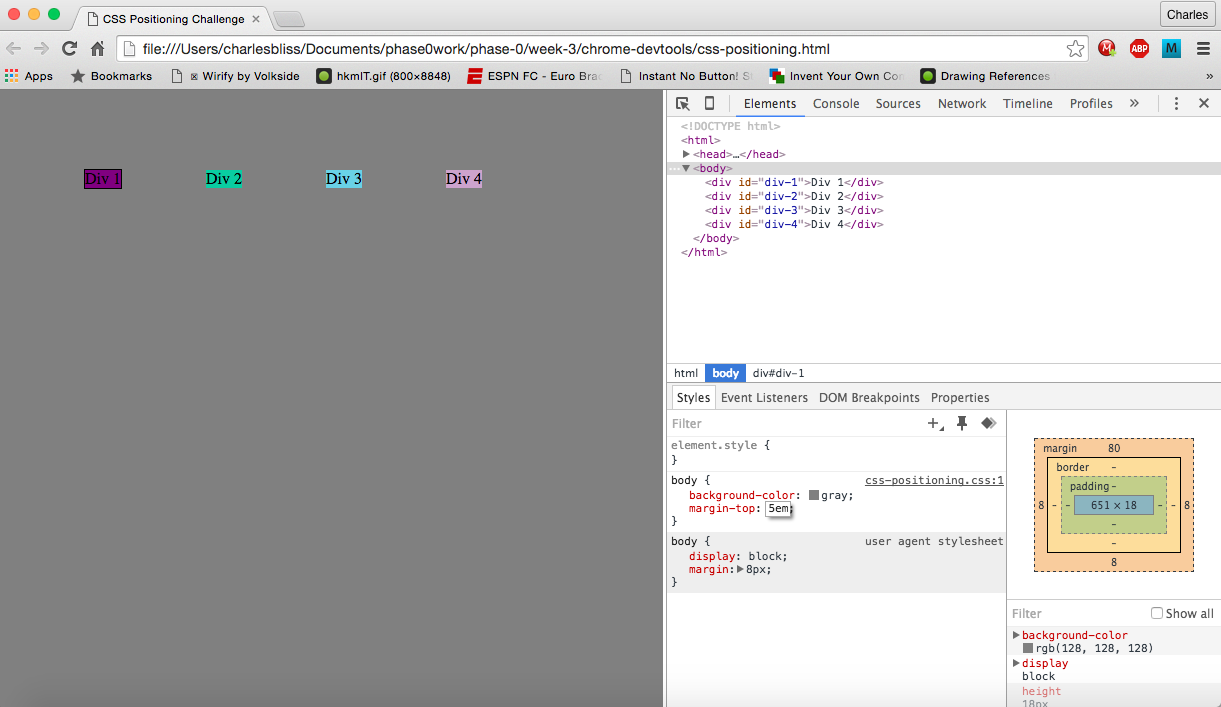 CSS Positioning Challenge
Charles
file:///Users/charlesbliss/Documents/phase0work/phase-0/week-3/chrome-devtools/css-positioning.html
M ABP M
Apps Bookmarks Wirify by Volkside hkmIT.gif (800×8848) ESPN FC - Euro Bra Instant No Button! S Invent Your Own Co Drawing References »
Elements Console Sources Network Timeline Profiles »
<!DOCTYPE html>
<html>
<head>…</head>
<body>
<div id="div-1">Div 1</div>
<div id="div-2">Div 2</div>
<div id="div-3">Div 3</div>
<div id="div-4">Div 4</div>
</body>
</html>
Div 1 Div 2 Div 3 Div 4
html body div#div-1
Styles Event Listeners DOM Breakpoints Properties
Filter
element.style {
}
body { css-positioning.css:1
background-color: gray;
margin-top: 5em;
}
body { user agent stylesheet
display: block;
margin: 8px;
}
margin 80
border -
padding -
8 - - 651 × 18 - - 8
-
-
8
Filter Show all
background-color
rgb(128, 128, 128)
display
block
height
18px